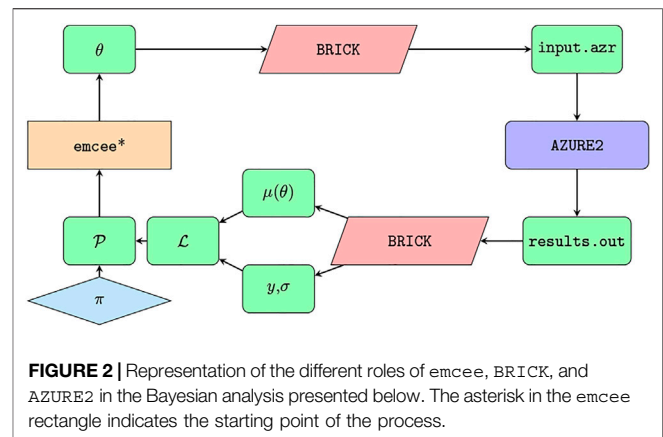 θ
BRICK
input.azr
emcee*
AZURE2
μ(θ)
𝒫
ℒ
BRICK
results.out
y,σ
π
FIGURE 2 | Representation of the different roles of emcee, BRICK, and
AZURE2 in the Bayesian analysis presented below. The asterisk in the emcee
rectangle indicates the starting point of the process.